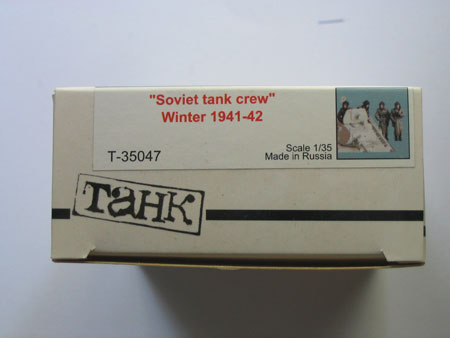 "Soviet tank crew"
Winter 1941-42
T-35047
Scale 1/35
Made in Russia
танк